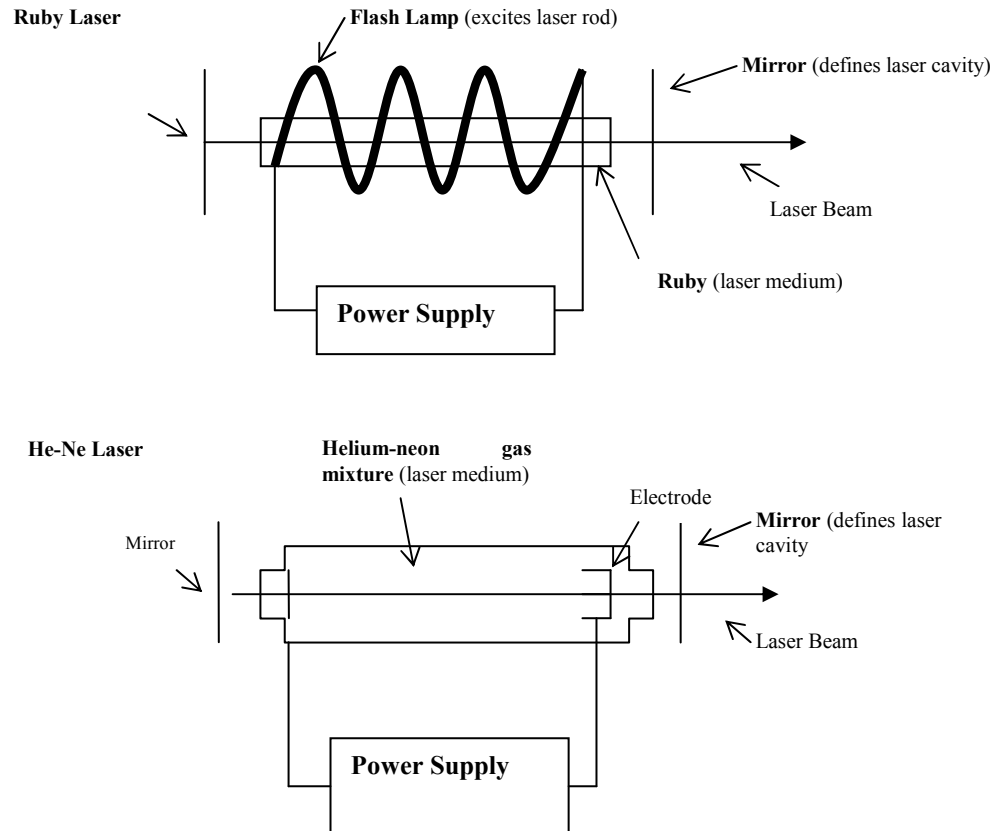 Ruby Laser
Flash Lamp (excites laser rod)
Mirror (defines laser cavity)
Laser Beam
Ruby (laser medium)
Power Supply
He-Ne Laser
Helium-neon gas
mixture (laser medium)
Electrode
Mirror (defines laser
cavity
Mirror
Laser Beam
Power Supply